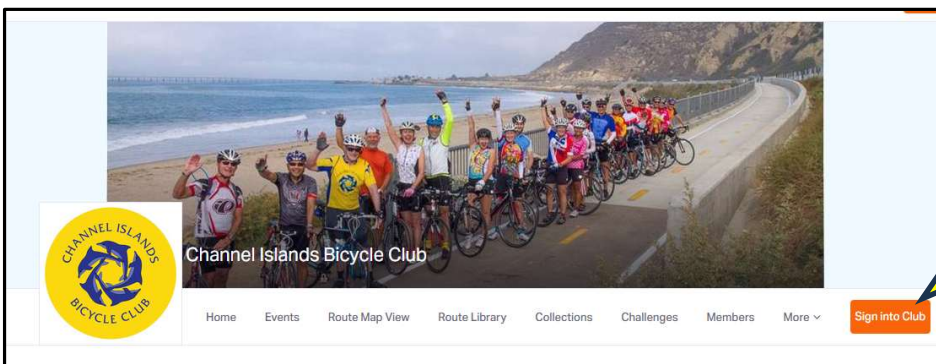 Channel Islands Bicycle Club
CHANNEL ISLANDS
BICYCLE CLUB
Home Events Route Map View Route Library Collections Challenges Members More Sign into Club